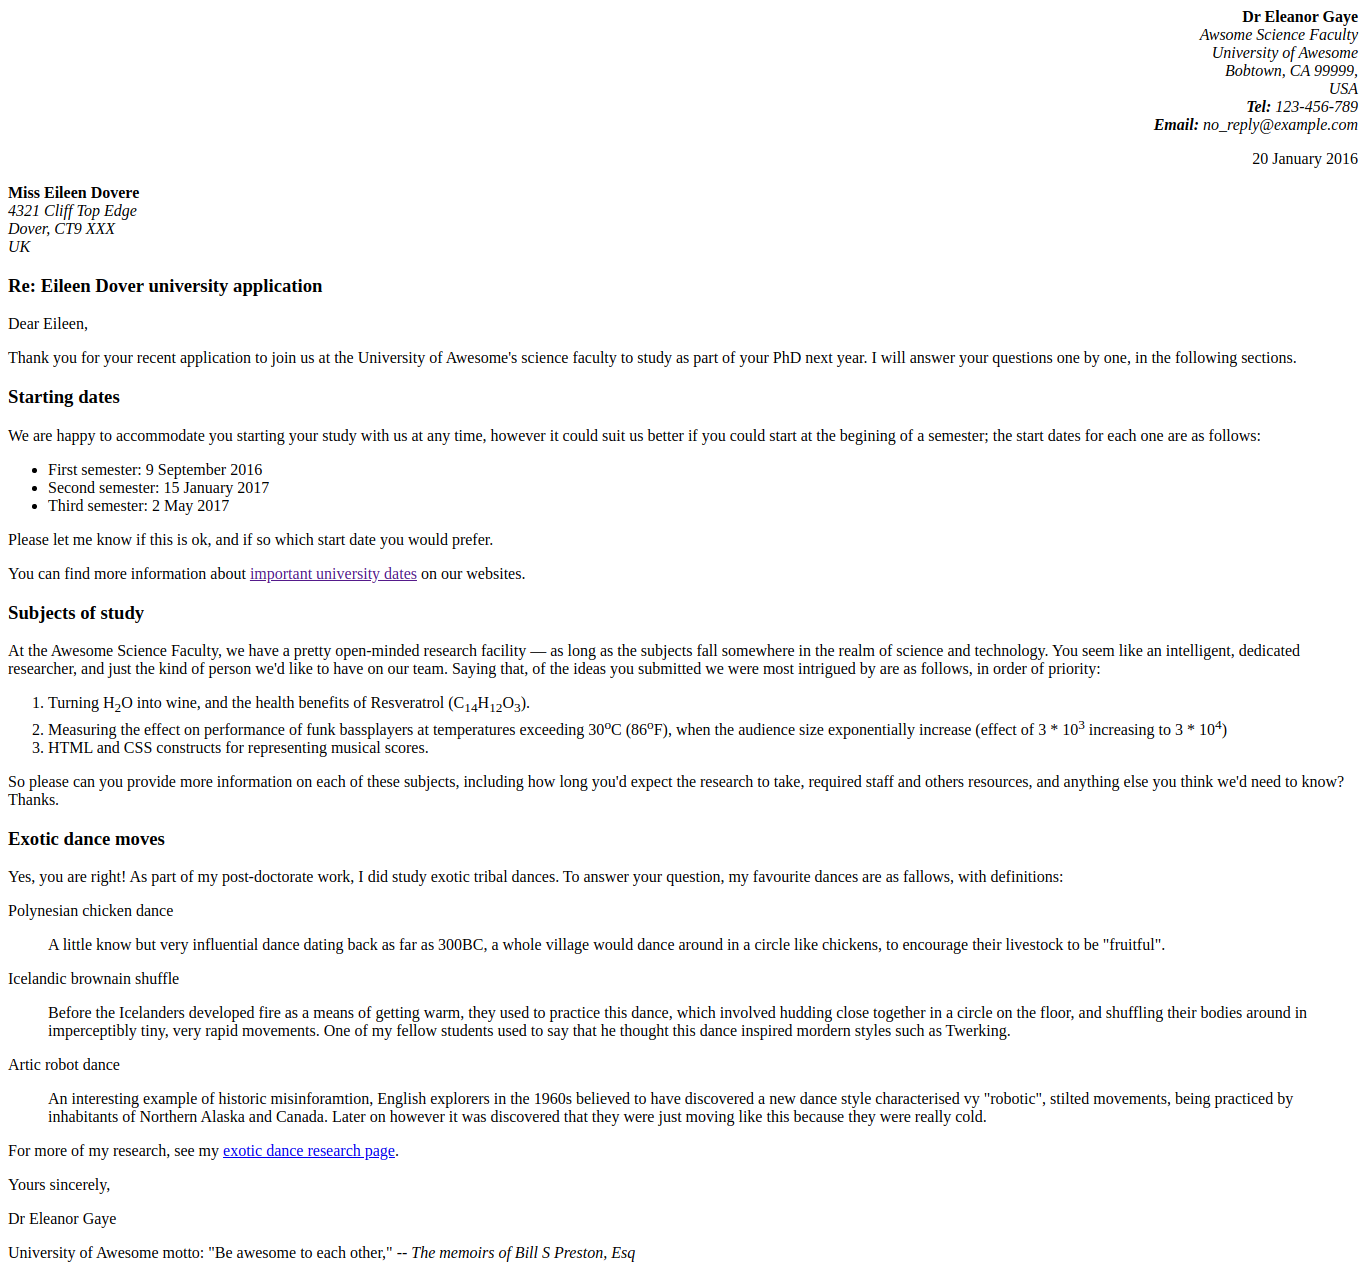 Dr Eleanor Gaye
Awsome Science Faculty
University of Awesome
Bobtown, CA 99999,
USA
Tel: 123-456-789
Email: no_reply@example.com
20 January 2016
Miss Eileen Dovere
4321 Cliff Top Edge
Dover, CT9 XXX
UK
Re: Eileen Dover university application
Dear Eileen,
Thank you for your recent application to join us at the University of Awesome's science faculty to study as part of your PhD next year. I will answer your questions one by one, in the following sections.
Starting dates
We are happy to accommodate you starting your study with us at any time, however it could suit us better if you could start at the begining of a semester; the start dates for each one are as follows:
• First semester: 9 September 2016
• Second semester: 15 January 2017
• Third semester: 2 May 2017
Please let me know if this is ok, and if so which start date you would prefer.
You can find more information about important university dates on our websites.
Subjects of study
At the Awesome Science Faculty, we have a pretty open-minded research facility — as long as the subjects fall somewhere in the realm of science and technology. You seem like an intelligent, dedicated
researcher, and just the kind of person we'd like to have on our team. Saying that, of the ideas you submitted we were most intrigued by are as follows, in order of priority:
1. Turning H₂O into wine, and the health benefits of Resveratrol (C₁₄H₁₂O₃).
2. Measuring the effect on performance of funk bassplayers at temperatures exceeding 30ºC (86ºF), when the audience size exponentially increase (effect of 3 * 10³ increasing to 3 * 10⁴)
3. HTML and CSS constructs for representing musical scores.
So please can you provide more information on each of these subjects, including how long you'd expect the research to take, required staff and others resources, and anything else you think we'd need to know?
Thanks.
Exotic dance moves
Yes, you are right! As part of my post-doctorate work, I did study exotic tribal dances. To answer your question, my favourite dances are as fallows, with definitions:
Polynesian chicken dance
A little know but very influential dance dating back as far as 300BC, a whole village would dance around in a circle like chickens, to encourage their livestock to be "fruitful".
Icelandic brownain shuffle
Before the Icelanders developed fire as a means of getting warm, they used to practice this dance, which involved hudding close together in a circle on the floor, and shuffling their bodies around in
imperceptibly tiny, very rapid movements. One of my fellow students used to say that he thought this dance inspired mordern styles such as Twerking.
Artic robot dance
An interesting example of historic misinforamtion, English explorers in the 1960s believed to have discovered a new dance style characterised vy "robotic", stilted movements, being practiced by
inhabitants of Northern Alaska and Canada. Later on however it was discovered that they were just moving like this because they were really cold.
For more of my research, see my exotic dance research page.
Yours sincerely,
Dr Eleanor Gaye
University of Awesome motto: "Be awesome to each other," -- The memoirs of Bill S Preston, Esq